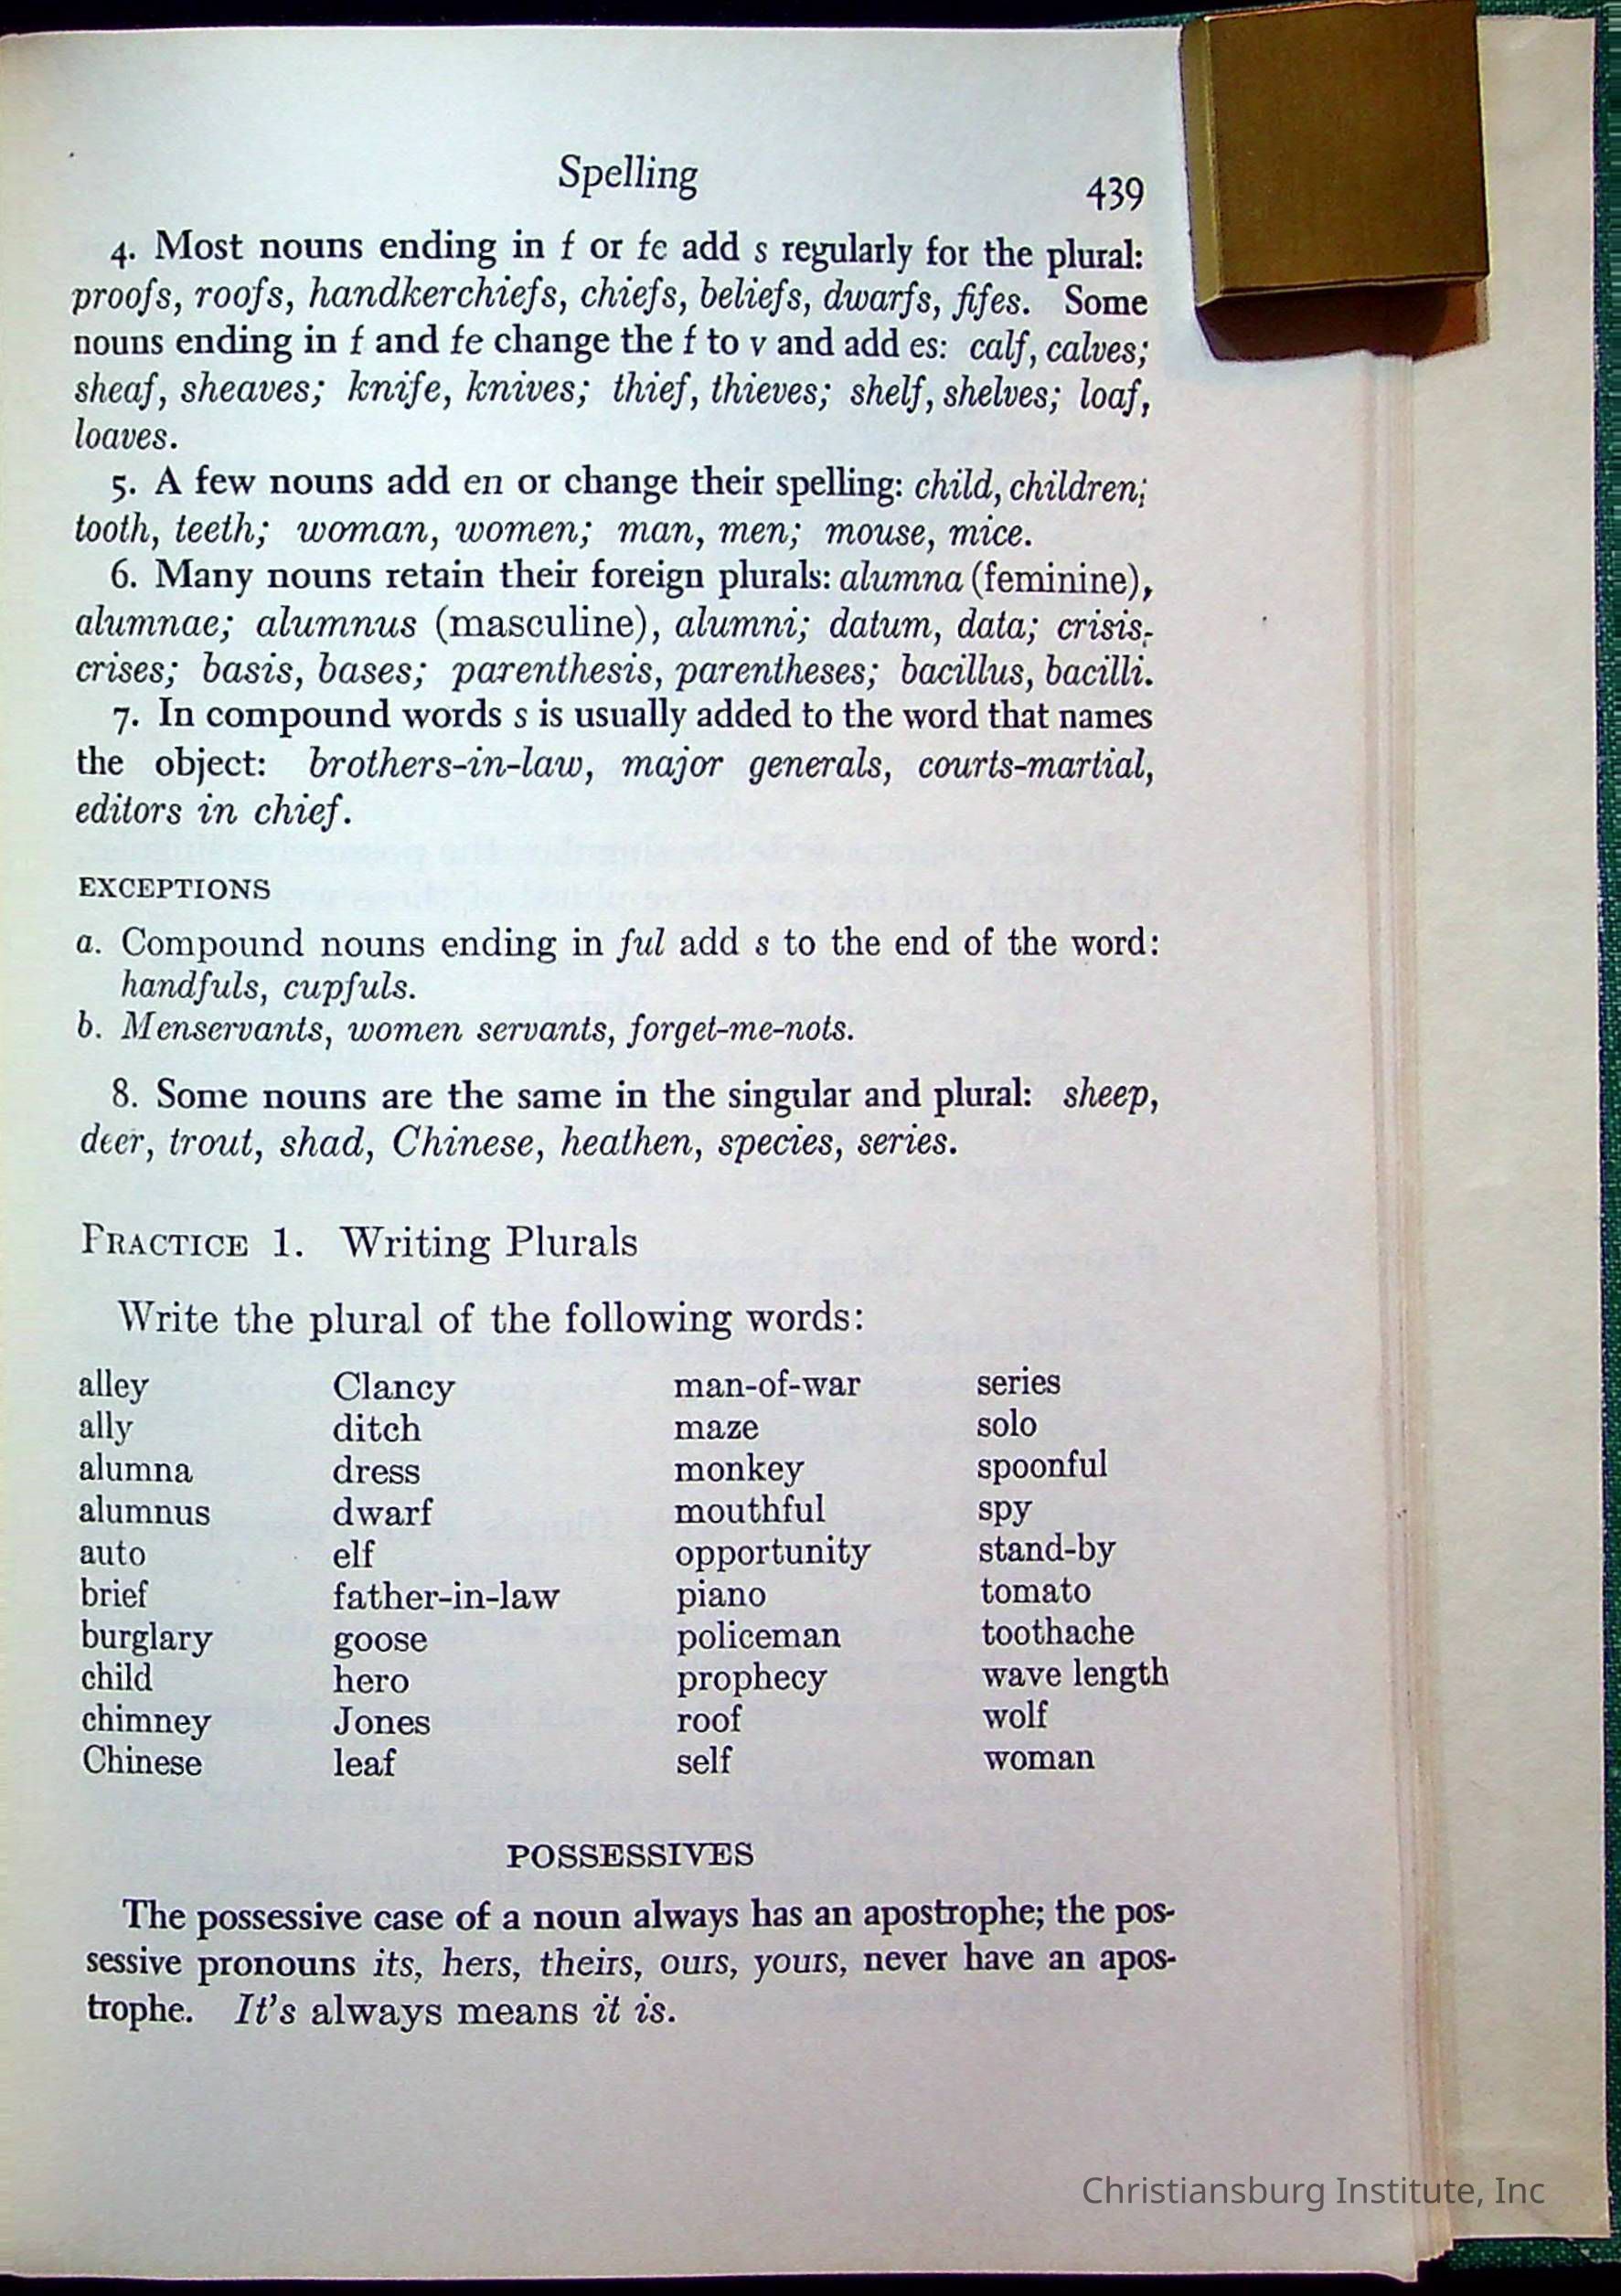 Spelling 439
4. Most nouns ending in f or fe add s regularly for the plural:
proofs, roofs, handkerchiefs, chiefs, beliefs, dwarfs, fifes. Some
nouns ending in f and fe change the f to v and add es: calf, calves;
sheaf, sheaves; knife, knives; thief, thieves; shelf, shelves; loaf,
loaves.
5. A few nouns add en or change their spelling: child, children;
tooth, teeth; woman, women; man, men; mouse, mice.
6. Many nouns retain their foreign plurals: alumna (feminine),
alumnae; alumnus (masculine), alumni; datum, data; crisis,
crises; basis, bases; parenthesis, parentheses; bacillus, bacilli.
7. In compound words s is usually added to the word that names
the object: brothers-in-law, major generals, courts-martial,
editors in chief.
EXCEPTIONS
a. Compound nouns ending in ful add s to the end of the word:
handfuls, cupfuls.
b. Menservants, women servants, forget-me-nots.
8. Some nouns are the same in the singular and plural: sheep,
deer, trout, shad, Chinese, heathen, species, series.
PRACTICE 1. Writing Plurals
Write the plural of the following words:
alley Clancy man-of-war series
ally ditch maze solo
alumna dress monkey spoonful
alumnus dwarf mouthful spy
auto elf opportunity stand-by
brief father-in-law piano tomato
burglary goose policeman toothache
child hero prophecy wave length
chimney Jones roof wolf
Chinese leaf self woman
POSSESSIVES
The possessive case of a noun always has an apostrophe; the pos-
sessive pronouns its, hers, theirs, ours, yours, never have an apos-
trophe. It's always means it is.
Christiansburg Institute, Inc